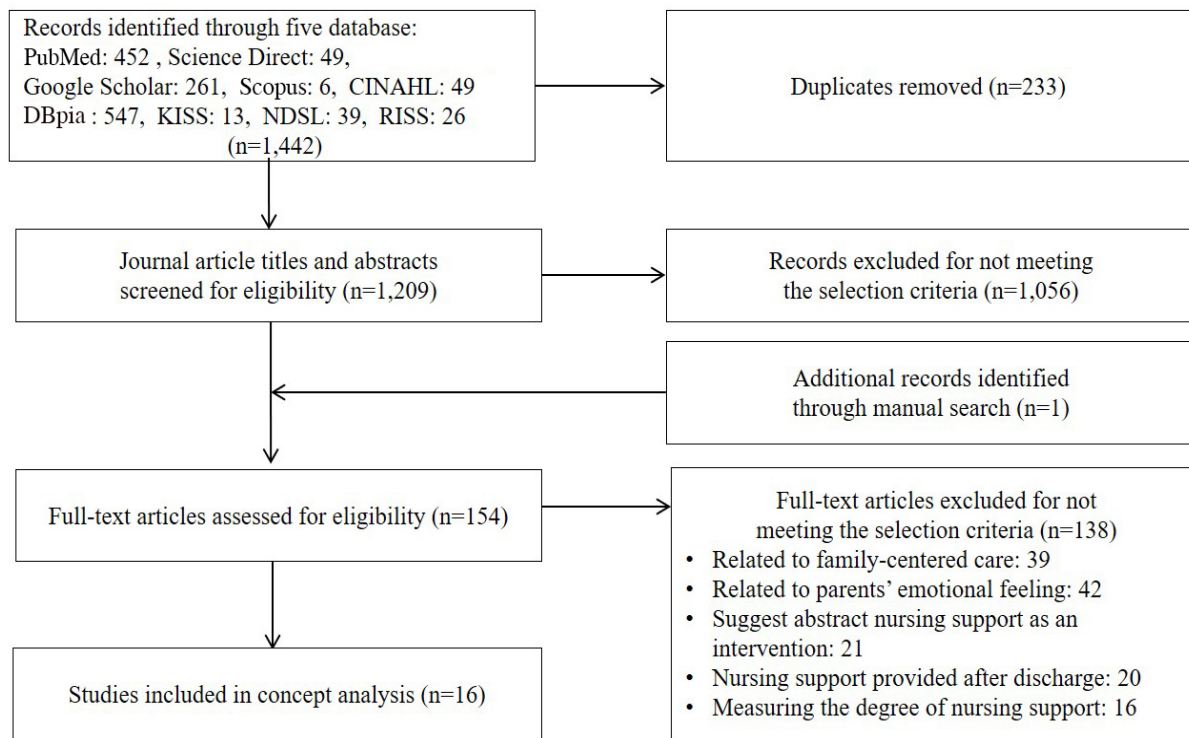 Records identified through five database:
PubMed: 452 , Science Direct: 49,
Google Scholar: 261, Scopus: 6, CINAHL: 49
DBpia : 547, KISS: 13, NDSL: 39, RISS: 26
(n=1,442)
Duplicates removed (n=233)
Journal article titles and abstracts
screened for eligibility (n=1,209)
Records excluded for not meeting
the selection criteria (n=1,056)
Additional records identified
through manual search (n=1)
Full-text articles assessed for eligibility (n=154)
Full-text articles excluded for not
meeting the selection criteria (n=138)
• Related to family-centered care: 39
• Related to parents’ emotional feeling: 42
• Suggest abstract nursing support as an
intervention: 21
• Nursing support provided after discharge: 20
• Measuring the degree of nursing support: 16
Studies included in concept analysis (n=16)